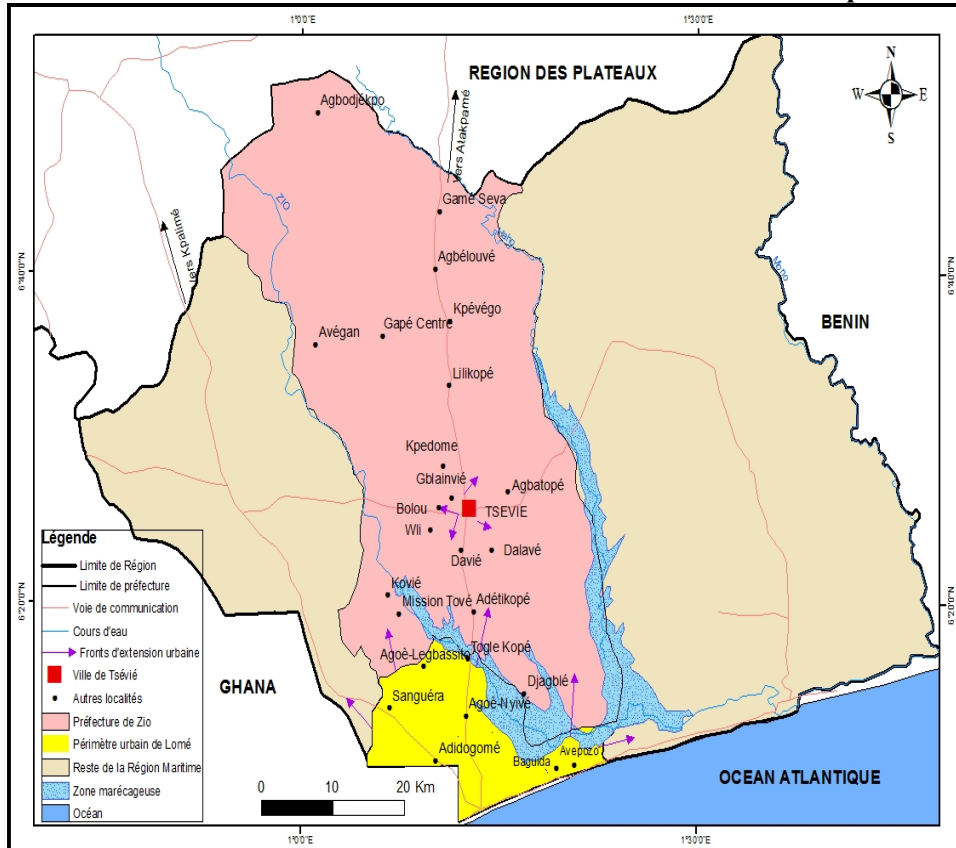 1°0'0"
1°30'0"
REGION DES PLATEAUX
N
W
E
S
Agbodjékpo
Vers Atakpamé
ZIO
Gamé Seva
Haho
Vers Kpalimé
6°40'0"N
6°40'0"N
Agbélouvé
Mono
Kpévégo
BENIN
Avégan
Gapé Centre
Lilikopé
Kpedome
Gblainvié
Agbatopé
Bolou
TSEVIE
Wli
Davié
Dalavé
Légende
Limite de Région
Limite de préfecture
Voie de communication
Cours d'eau
Fronts d'extension urbaine
Ville de Tsévié
Autres localités
Préfecture de Zio
Périmètre urbain de Lomé
Reste de la Région Maritime
Zone marécageuse
Océan
Kovié
Mission Tové
Adétikopé
6°20'0"N
6°20'0"N
Togle Kopé
Agoè-Legbassito
GHANA
Djagblé
Sanguéra
Agoè-Nyivé
Adidogomé
Avepozo
Baguida
OCEAN ATLANTIQUE
0 10 20 Km
1°0'0"
1°30'0"